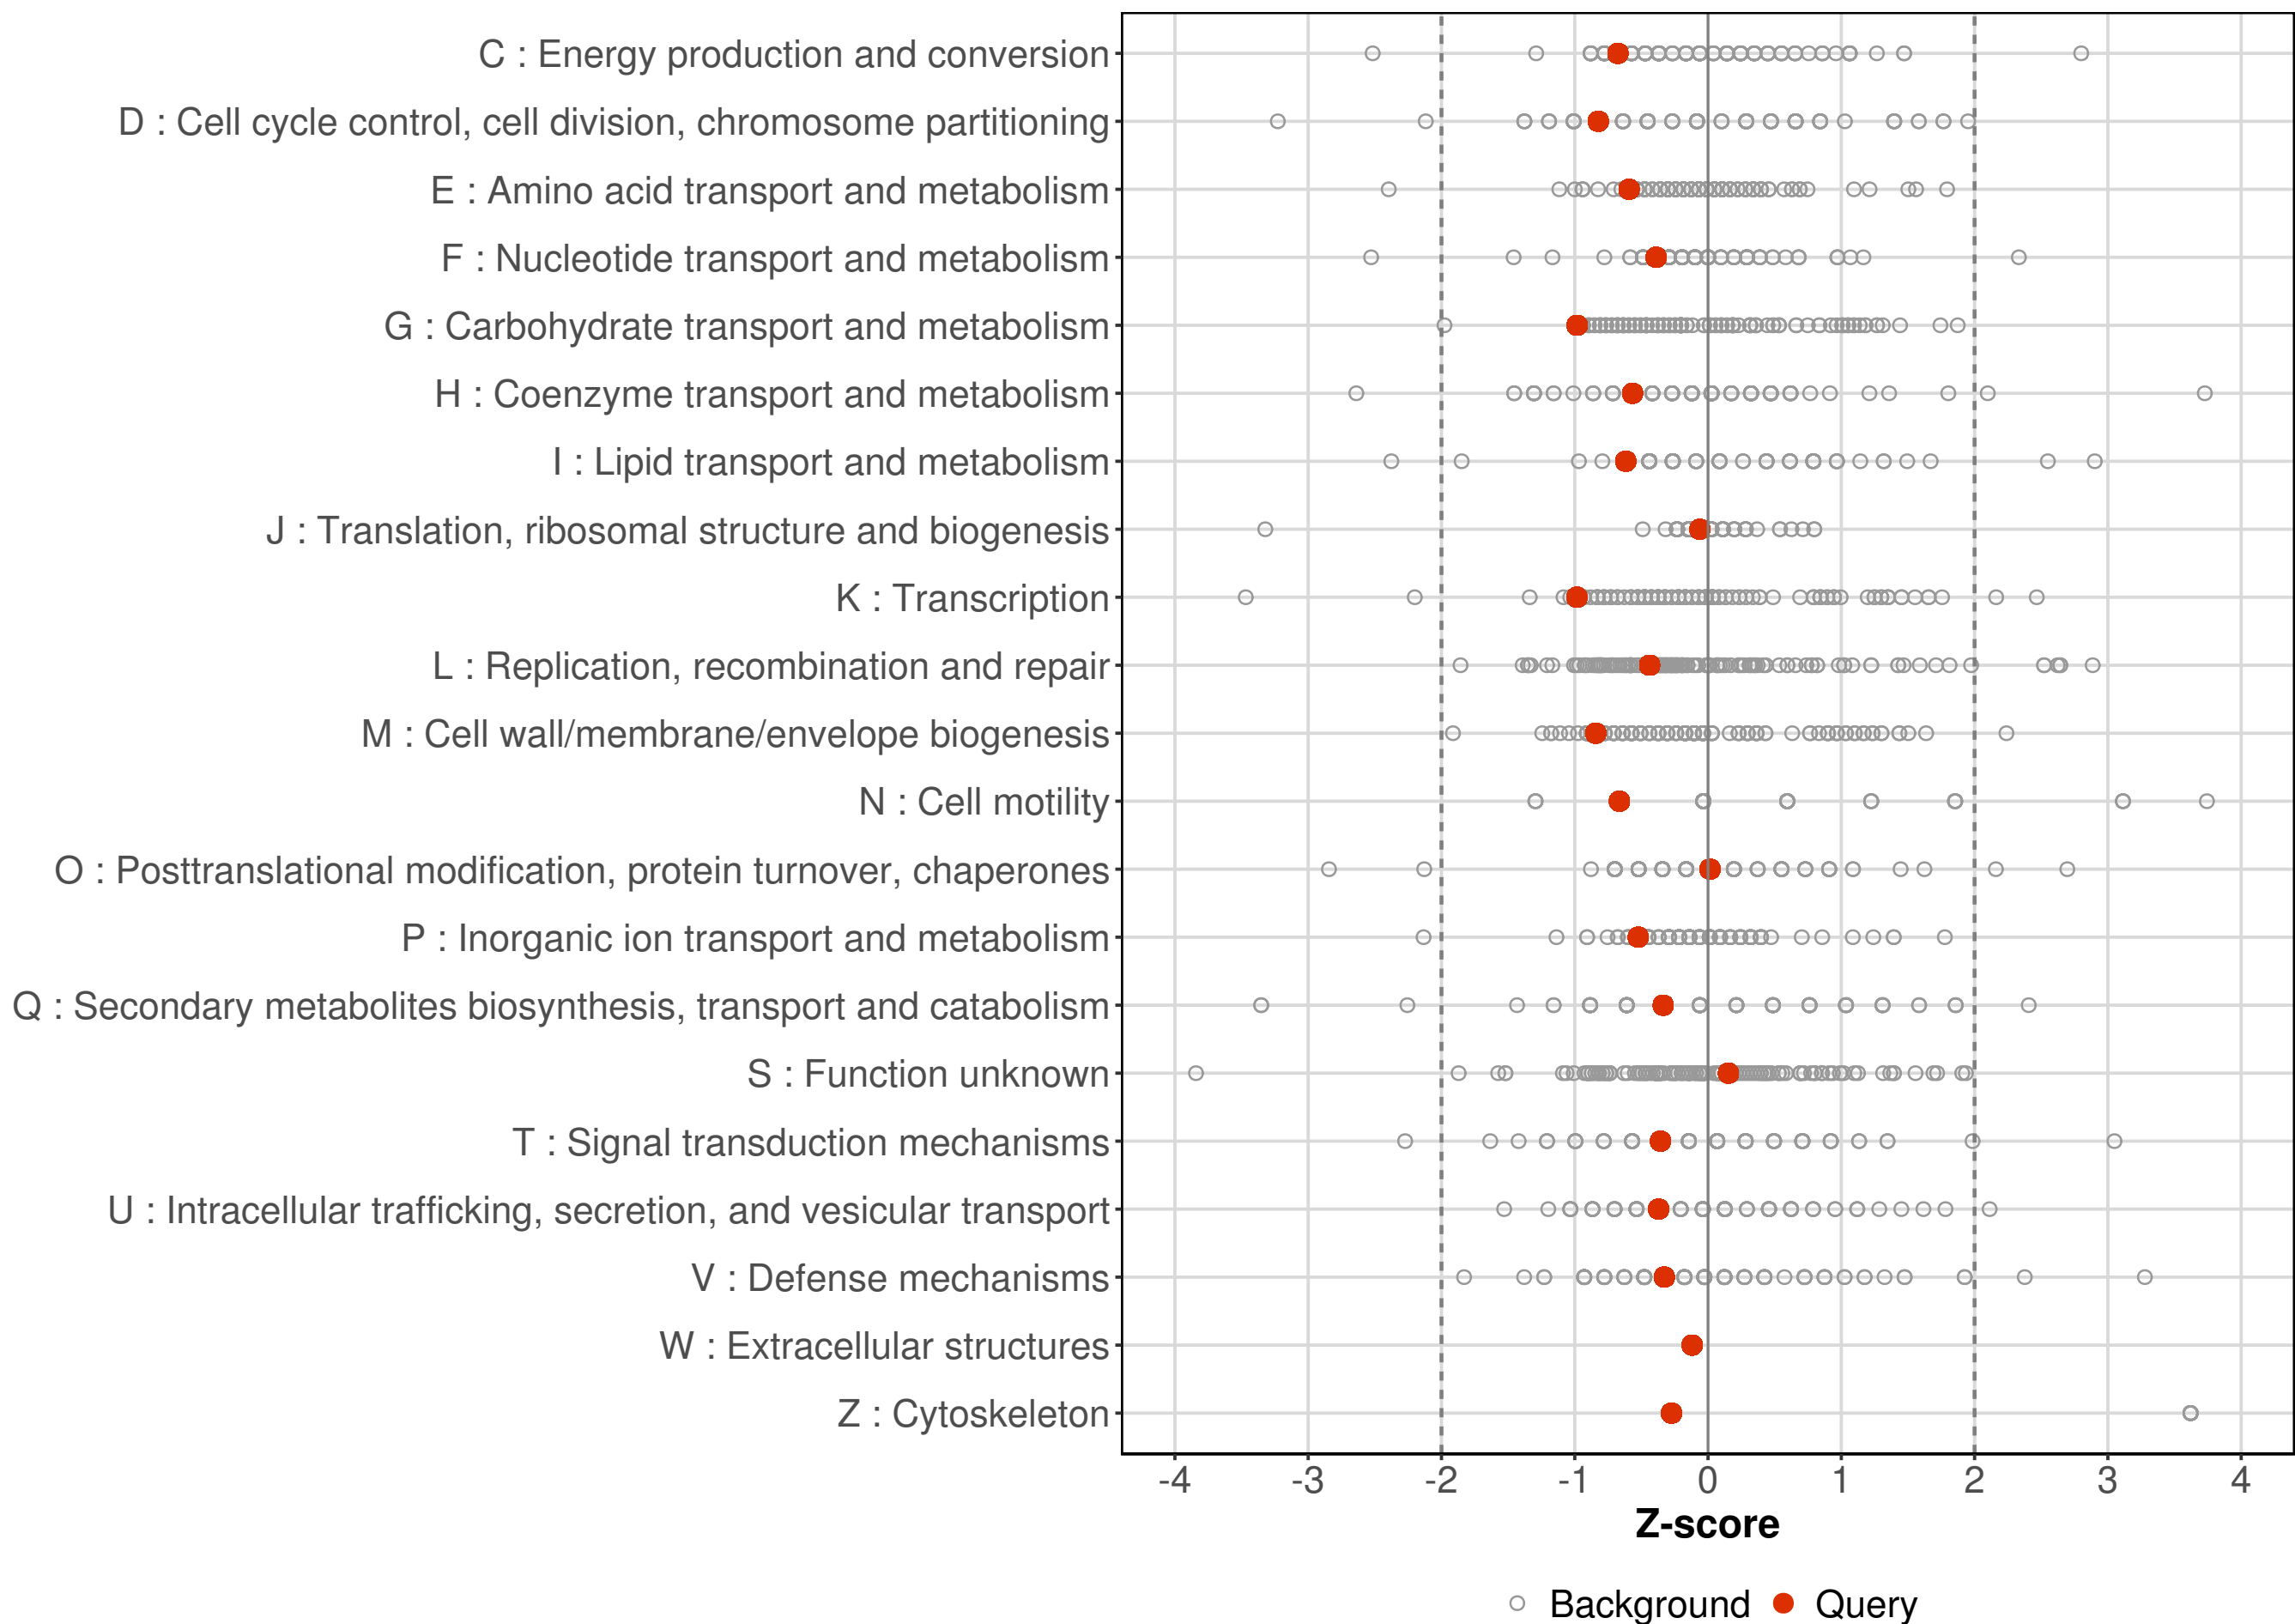 C : Energy production and conversion
D : Cell cycle control, cell division, chromosome partitioning
E : Amino acid transport and metabolism
F : Nucleotide transport and metabolism
G : Carbohydrate transport and metabolism
H : Coenzyme transport and metabolism
I : Lipid transport and metabolism
J : Translation, ribosomal structure and biogenesis
K : Transcription
L : Replication, recombination and repair
M : Cell wall/membrane/envelope biogenesis
N : Cell motility
O : Posttranslational modification, protein turnover, chaperones
P : Inorganic ion transport and metabolism
Q : Secondary metabolites biosynthesis, transport and catabolism
S : Function unknown
T : Signal transduction mechanisms
U : Intracellular trafficking, secretion, and vesicular transport
V : Defense mechanisms
W : Extracellular structures
Z : Cytoskeleton
-4 -3 -2 -1 0 1 2 3 4
Z-score
Background Query